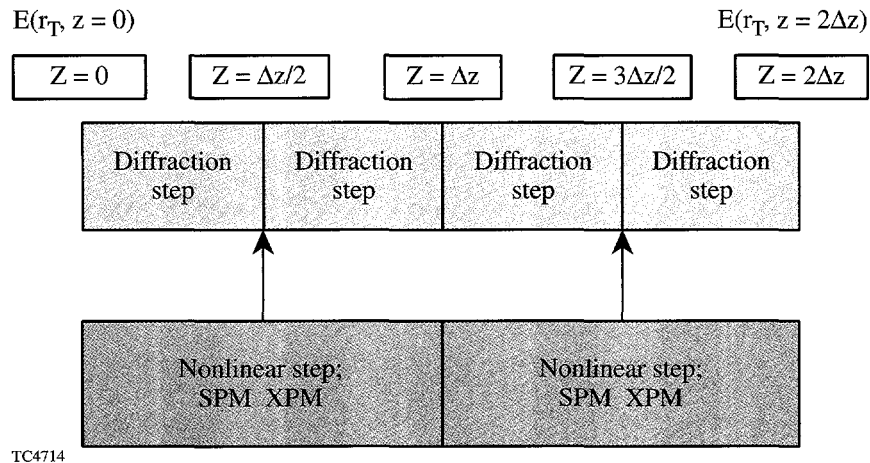 E(r_T, z = 0) E(r_T, z = 2Δz)
Z = 0 Z = Δz/2 Z = Δz Z = 3Δz/2 Z = 2Δz
Diffraction step Diffraction step Diffraction step Diffraction step
Nonlinear step; SPM XPM Nonlinear step; SPM XPM
TC4714